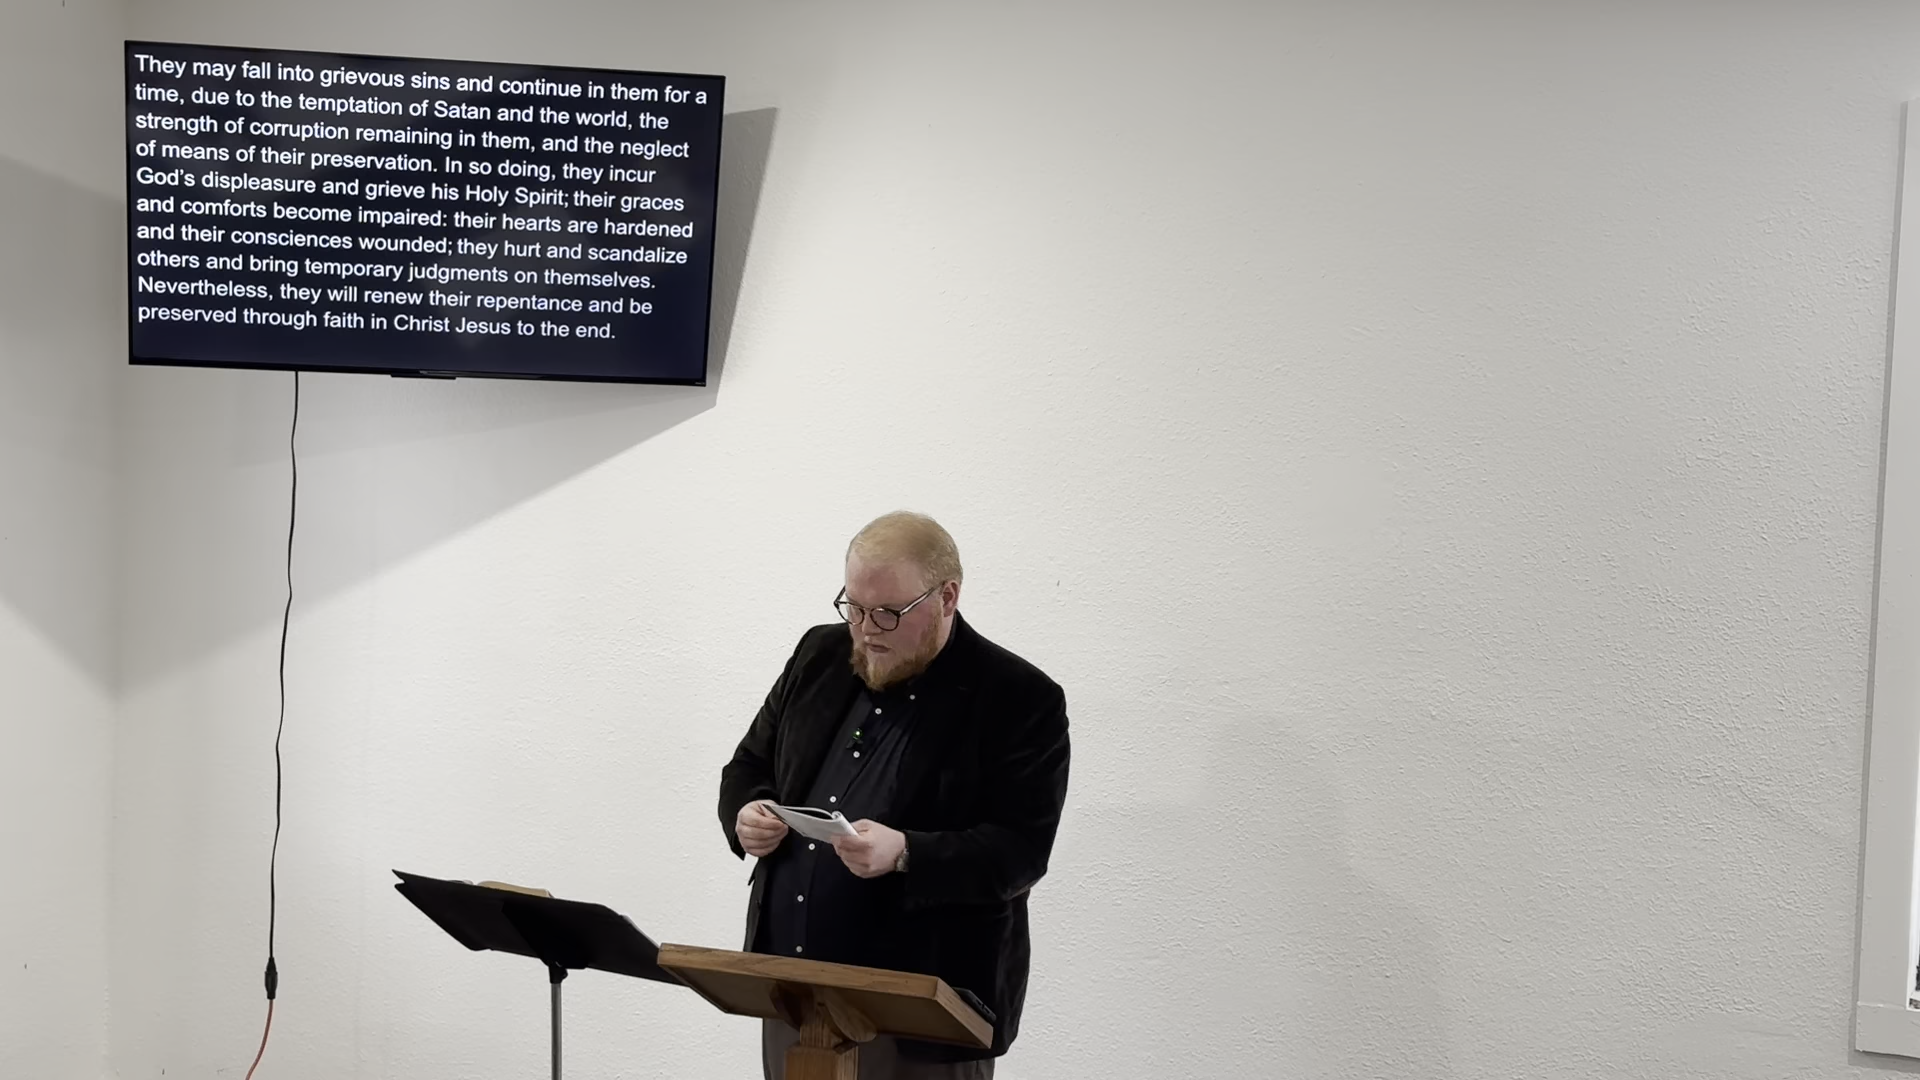 They may fall into grievous sins and continue in them for a
time, due to the temptation of Satan and the world, the
strength of corruption remaining in them, and the neglect
of means of their preservation. In so doing, they incur
God's displeasure and grieve his Holy Spirit; their graces
and comforts become impaired: their hearts are hardened
and their consciences wounded; they hurt and scandalize
others and bring temporary judgments on themselves.
Nevertheless, they will renew their repentance and be
preserved through faith in Christ Jesus to the end.